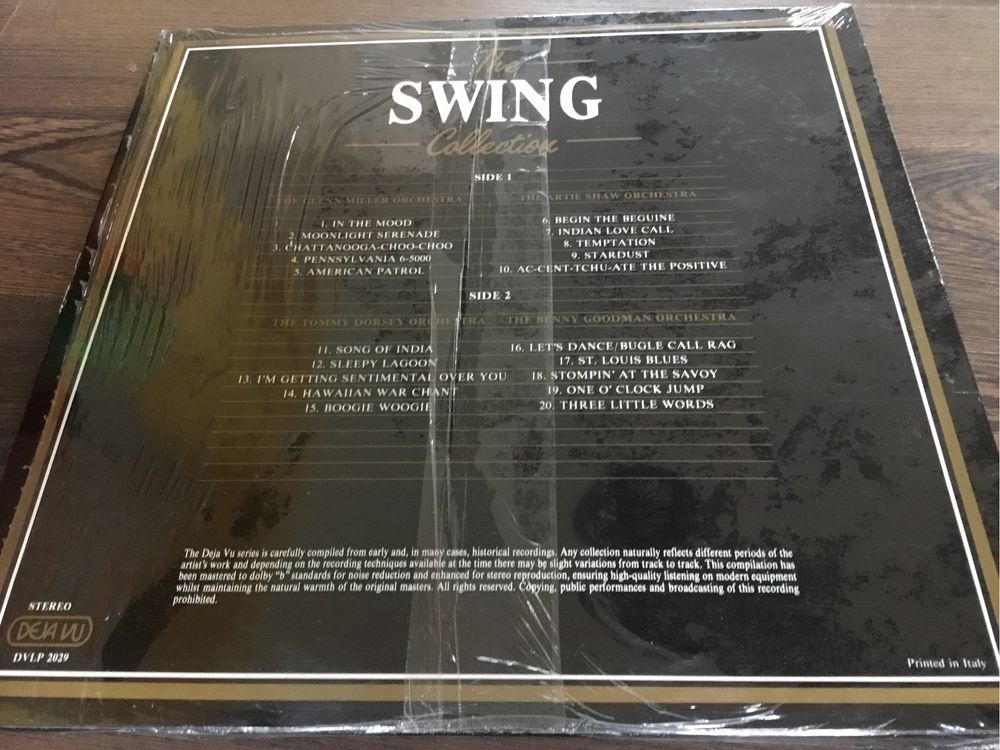 The
SWING
Collection
SIDE 1
THE GLENN MILLER ORCHESTRA
1. IN THE MOOD
2. MOONLIGHT SERENADE
3. CHATTANOOGA-CHOO-CHOO
4. PENNSYLVANIA 6-5000
5. AMERICAN PATROL
THE ARTIE SHAW ORCHESTRA
6. BEGIN THE BEGUINE
7. INDIAN LOVE CALL
8. TEMPTATION
9. STARDUST
10. AC-CENT-TCHU-ATE THE POSITIVE
SIDE 2
THE TOMMY DORSEY ORCHESTRA
11. SONG OF INDIA
12. SLEEPY LAGOON
13. I'M GETTING SENTIMENTAL OVER YOU
14. HAWAIIAN WAR CHANT
15. BOOGIE WOOGIE
THE BENNY GOODMAN ORCHESTRA
16. LET'S DANCE/BUGLE CALL RAG
17. ST. LOUIS BLUES
18. STOMPIN' AT THE SAVOY
19. ONE O' CLOCK JUMP
20. THREE LITTLE WORDS
The Deja Vu series is carefully compiled from early and, in many cases, historical recordings. Any collection naturally reflects different periods of the
artist's work and depending on the recording techniques available at the time there may be slight variations from track to track. This compilation has
been mastered to dolby "b" standards for noise reduction and enhanced for stereo reproduction, ensuring high-quality listening on modern equipment
whilst maintaining the natural warmth of the original masters. All rights reserved. Copying, public performances and broadcasting of this recording
prohibited.
STEREO
DEJA VU
DVLP 2029
Printed in Italy